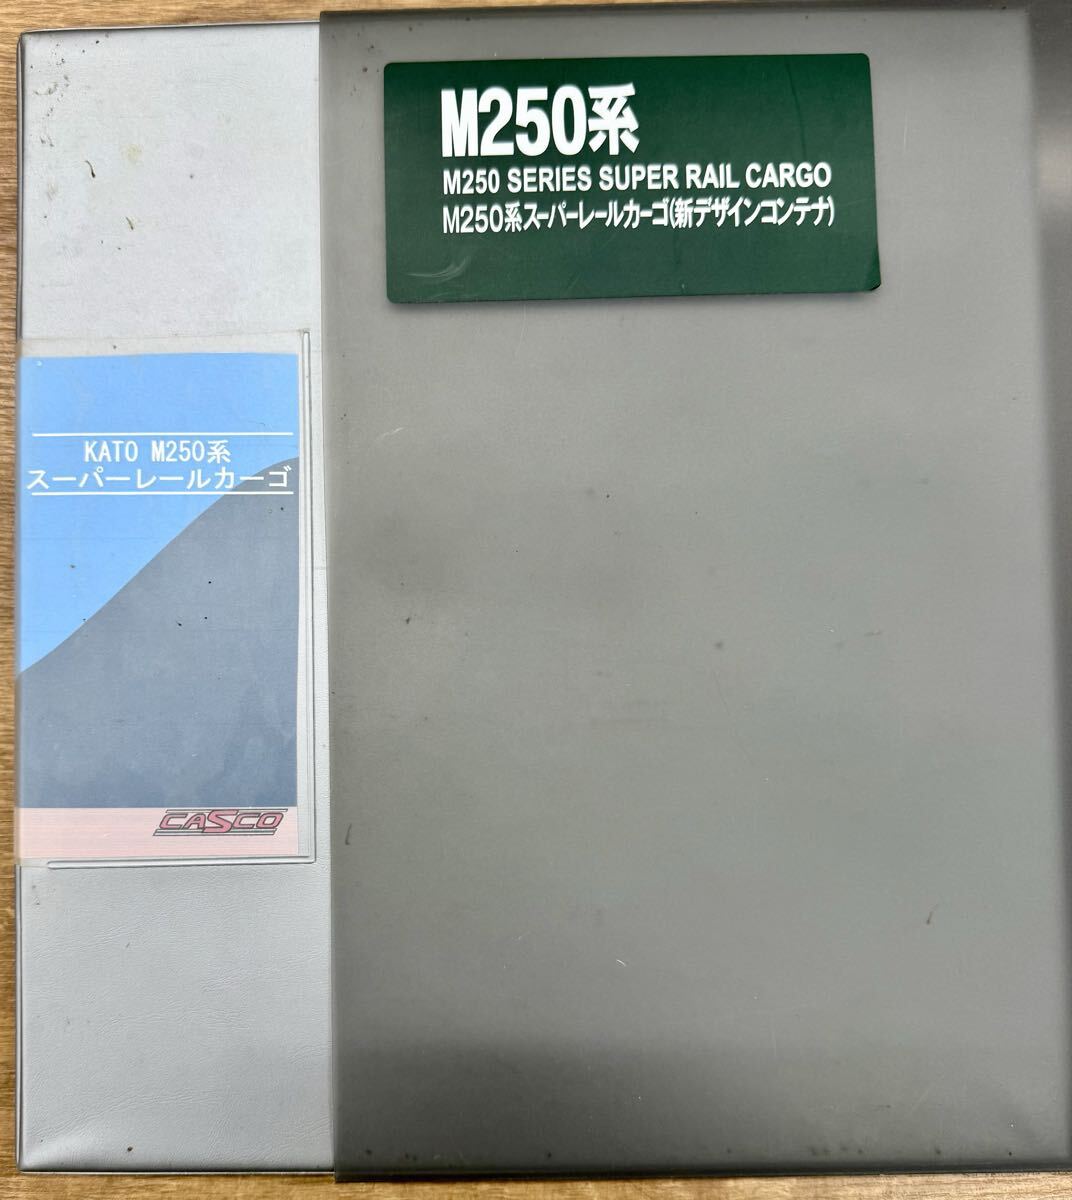 M250系
M250 SERIES SUPER RAIL CARGO
M250系スーパーレールカーゴ(新デザインコンテナ)
KATO M250系
スーパーレールカーゴ
CASCO